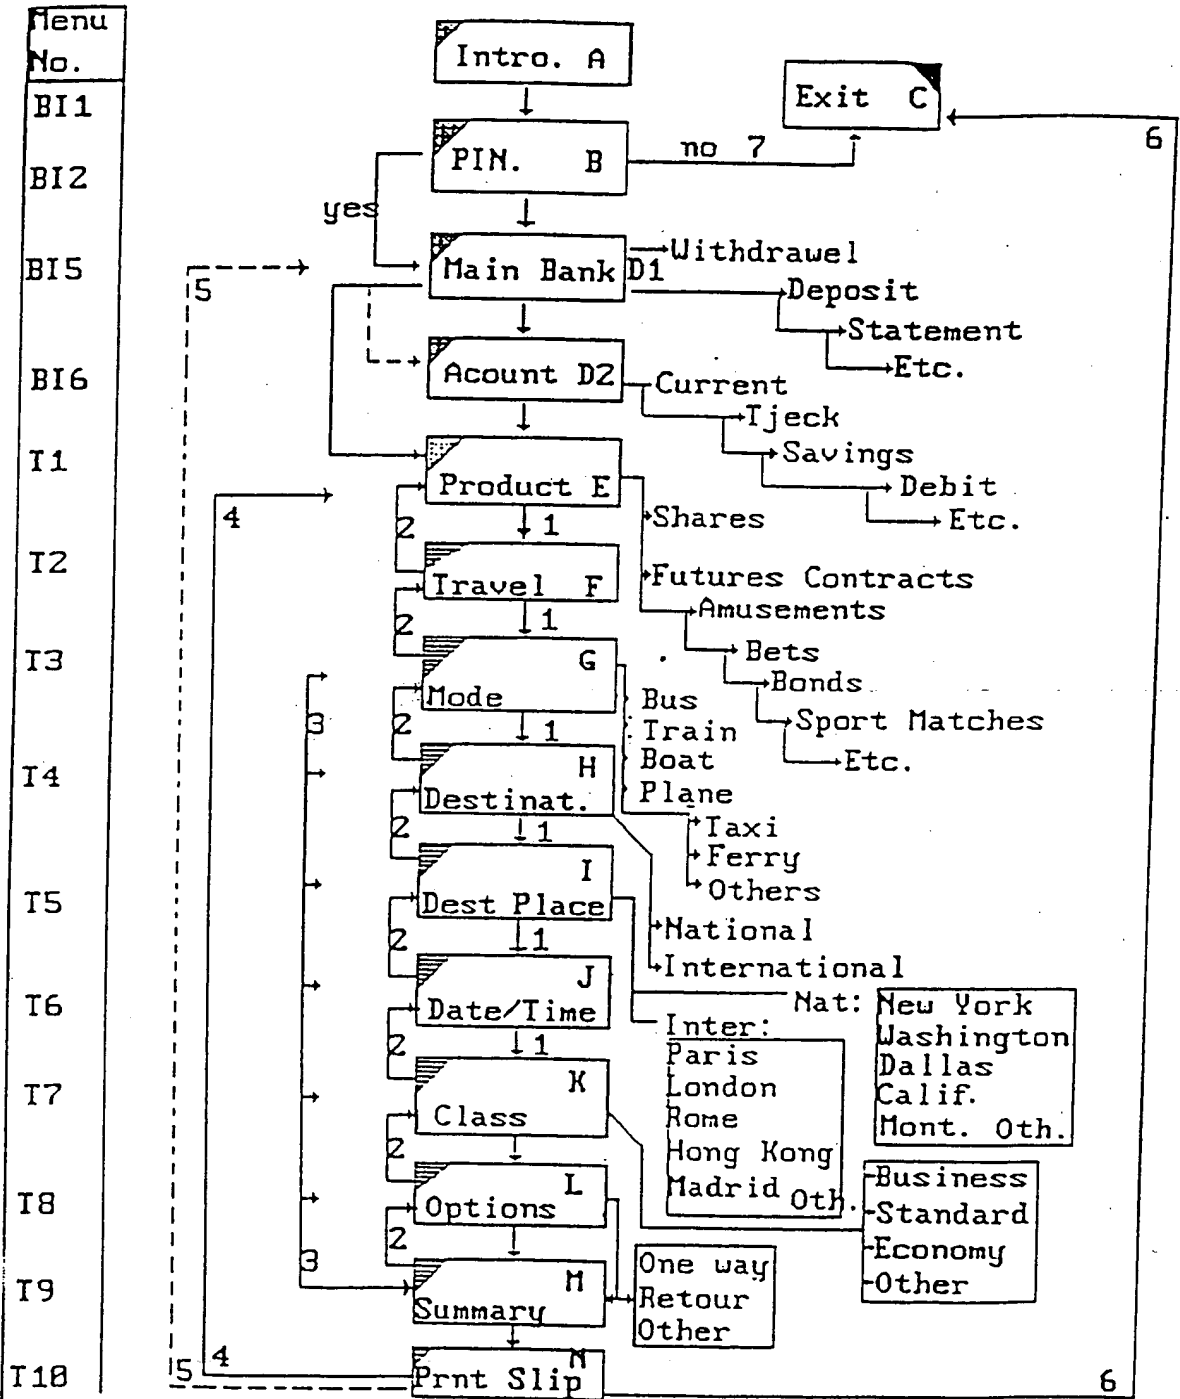 Menu
No.
BI1
BI2
BI5
BI6
T1
T2
T3
T4
T5
T6
T7
T8
T9
T10
Intro. A
Exit C
PIN. B
no 7
6
yes
Main Bank D1
Withdrawel
Deposit
Statement
Etc.
5
Acount D2
Current
Tjeck
Savings
Debit
Etc.
Product E
4
2
1
Shares
Futures Contracts
Amusements
Bets
Bonds
Sport Matches
Etc.
Travel F
2
1
G
Mode
3
2
1
Bus
Train
Boat
Plane
Taxi
Ferry
Others
H
Destinat.
2
1
National
International
I
Dest Place
2
1
Nat:
New York
Washington
Dallas
Calif.
Mont. Oth.
Inter:
Paris
London
Rome
Hong Kong
Madrid Oth.
J
Date/Time
2
1
K
Class
2
Business
Standard
Economy
Other
L
Options
2
3
One way
Retour
Other
M
Summary
4
5
N
Prnt Slip
6